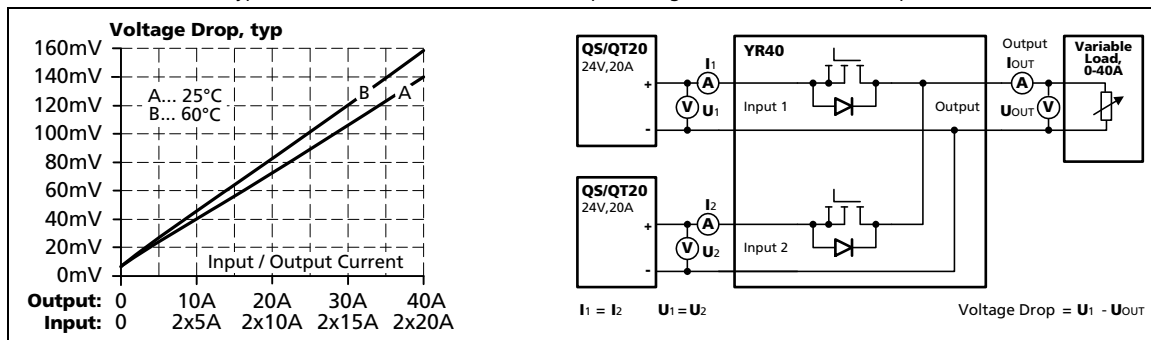 Voltage Drop, typ
160mV
140mV
120mV
100mV
80mV
60mV
40mV
20mV
0mV
A... 25°C
B... 60°C
B
A
Input / Output Current
Output: 0 10A 20A 30A 40A
Input: 0 2x5A 2x10A 2x15A 2x20A
QS/QT20
24V,20A
+
-
I1
A
V U1
YR40
Input 1
Output
Output
IOUT
A
UOUT V
Variable
Load,
0-40A
QS/QT20
24V,20A
+
-
I2
A
V U2
Input 2
I1 = I2 U1 = U2
Voltage Drop = U1 - UOUT